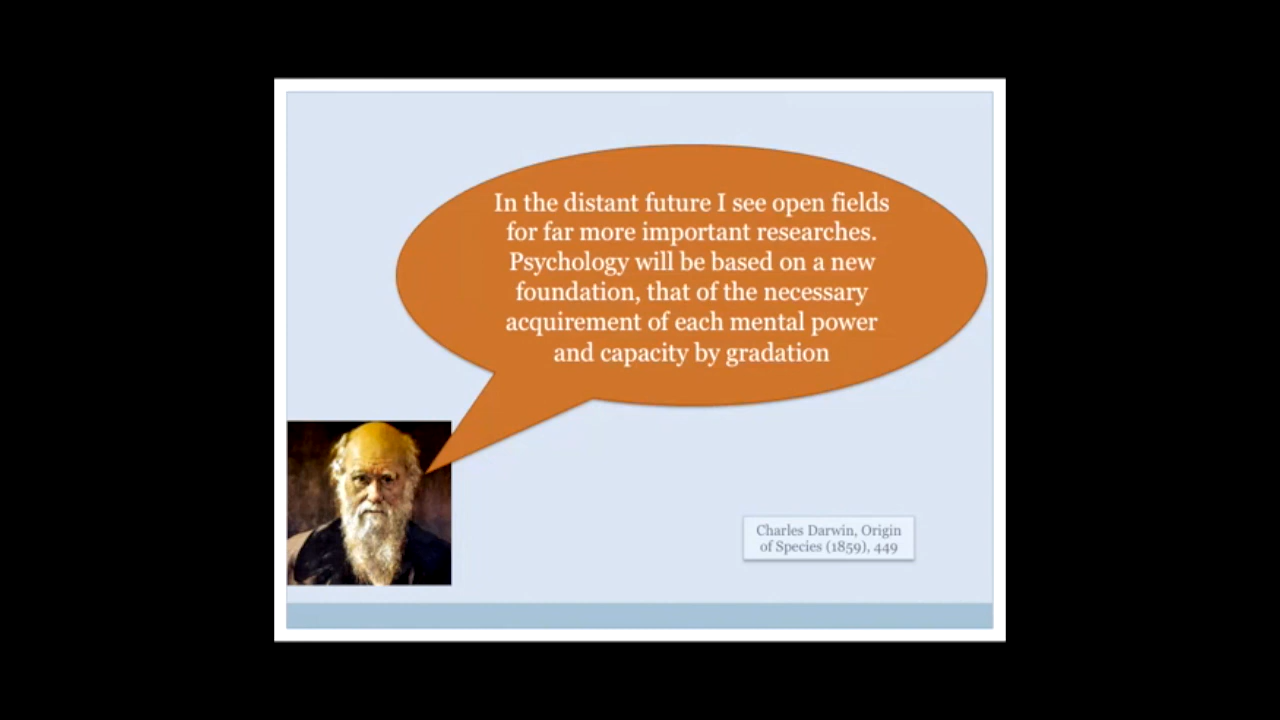 In the distant future I see open fields
for far more important researches.
Psychology will be based on a new
foundation, that of the necessary
acquirement of each mental power
and capacity by gradation
Charles Darwin, Origin
of Species (1859), 449